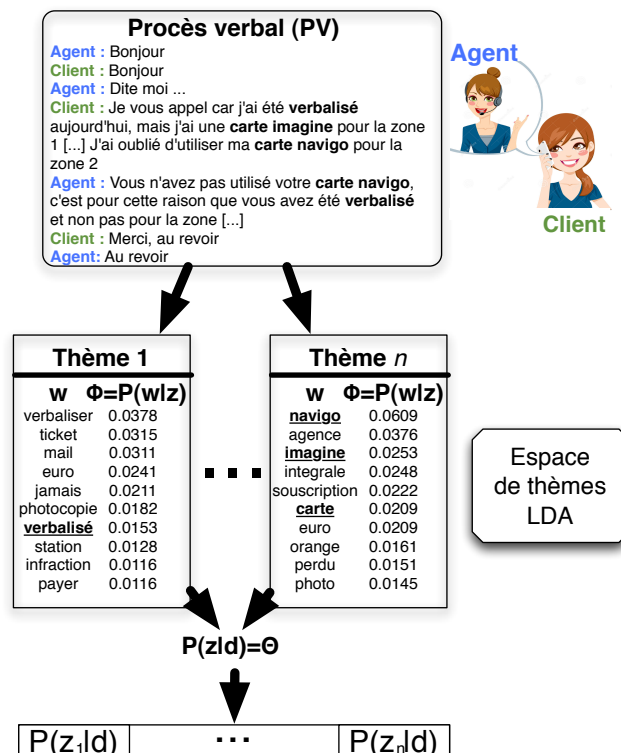 Procès verbal (PV)
Agent : Bonjour
Client : Bonjour
Agent : Dite moi ...
Client : Je vous appel car j'ai été verbalisé
aujourd'hui, mais j'ai une carte imagine pour la zone
1 [...] J'ai oublié d'utiliser ma carte navigo pour la
zone 2
Agent : Vous n'avez pas utilisé votre carte navigo,
c'est pour cette raison que vous avez été verbalisé
et non pas pour la zone [...]
Client : Merci, au revoir
Agent: Au revoir
Agent
Client
Thème 1
w Φ=P(w|z)
verbaliser 0.0378
ticket 0.0315
mail 0.0311
euro 0.0241
jamais 0.0211
photocopie 0.0182
verbalisé 0.0153
station 0.0128
infraction 0.0116
payer 0.0116
...
Thème n
w Φ=P(w|z)
navigo 0.0609
agence 0.0376
imagine 0.0253
integrale 0.0248
souscription 0.0222
carte 0.0209
euro 0.0209
orange 0.0161
perdu 0.0151
photo 0.0145
Espace
de thèmes
LDA
P(z|d)=Θ
P(z₁|d) ... P(zₙ|d)